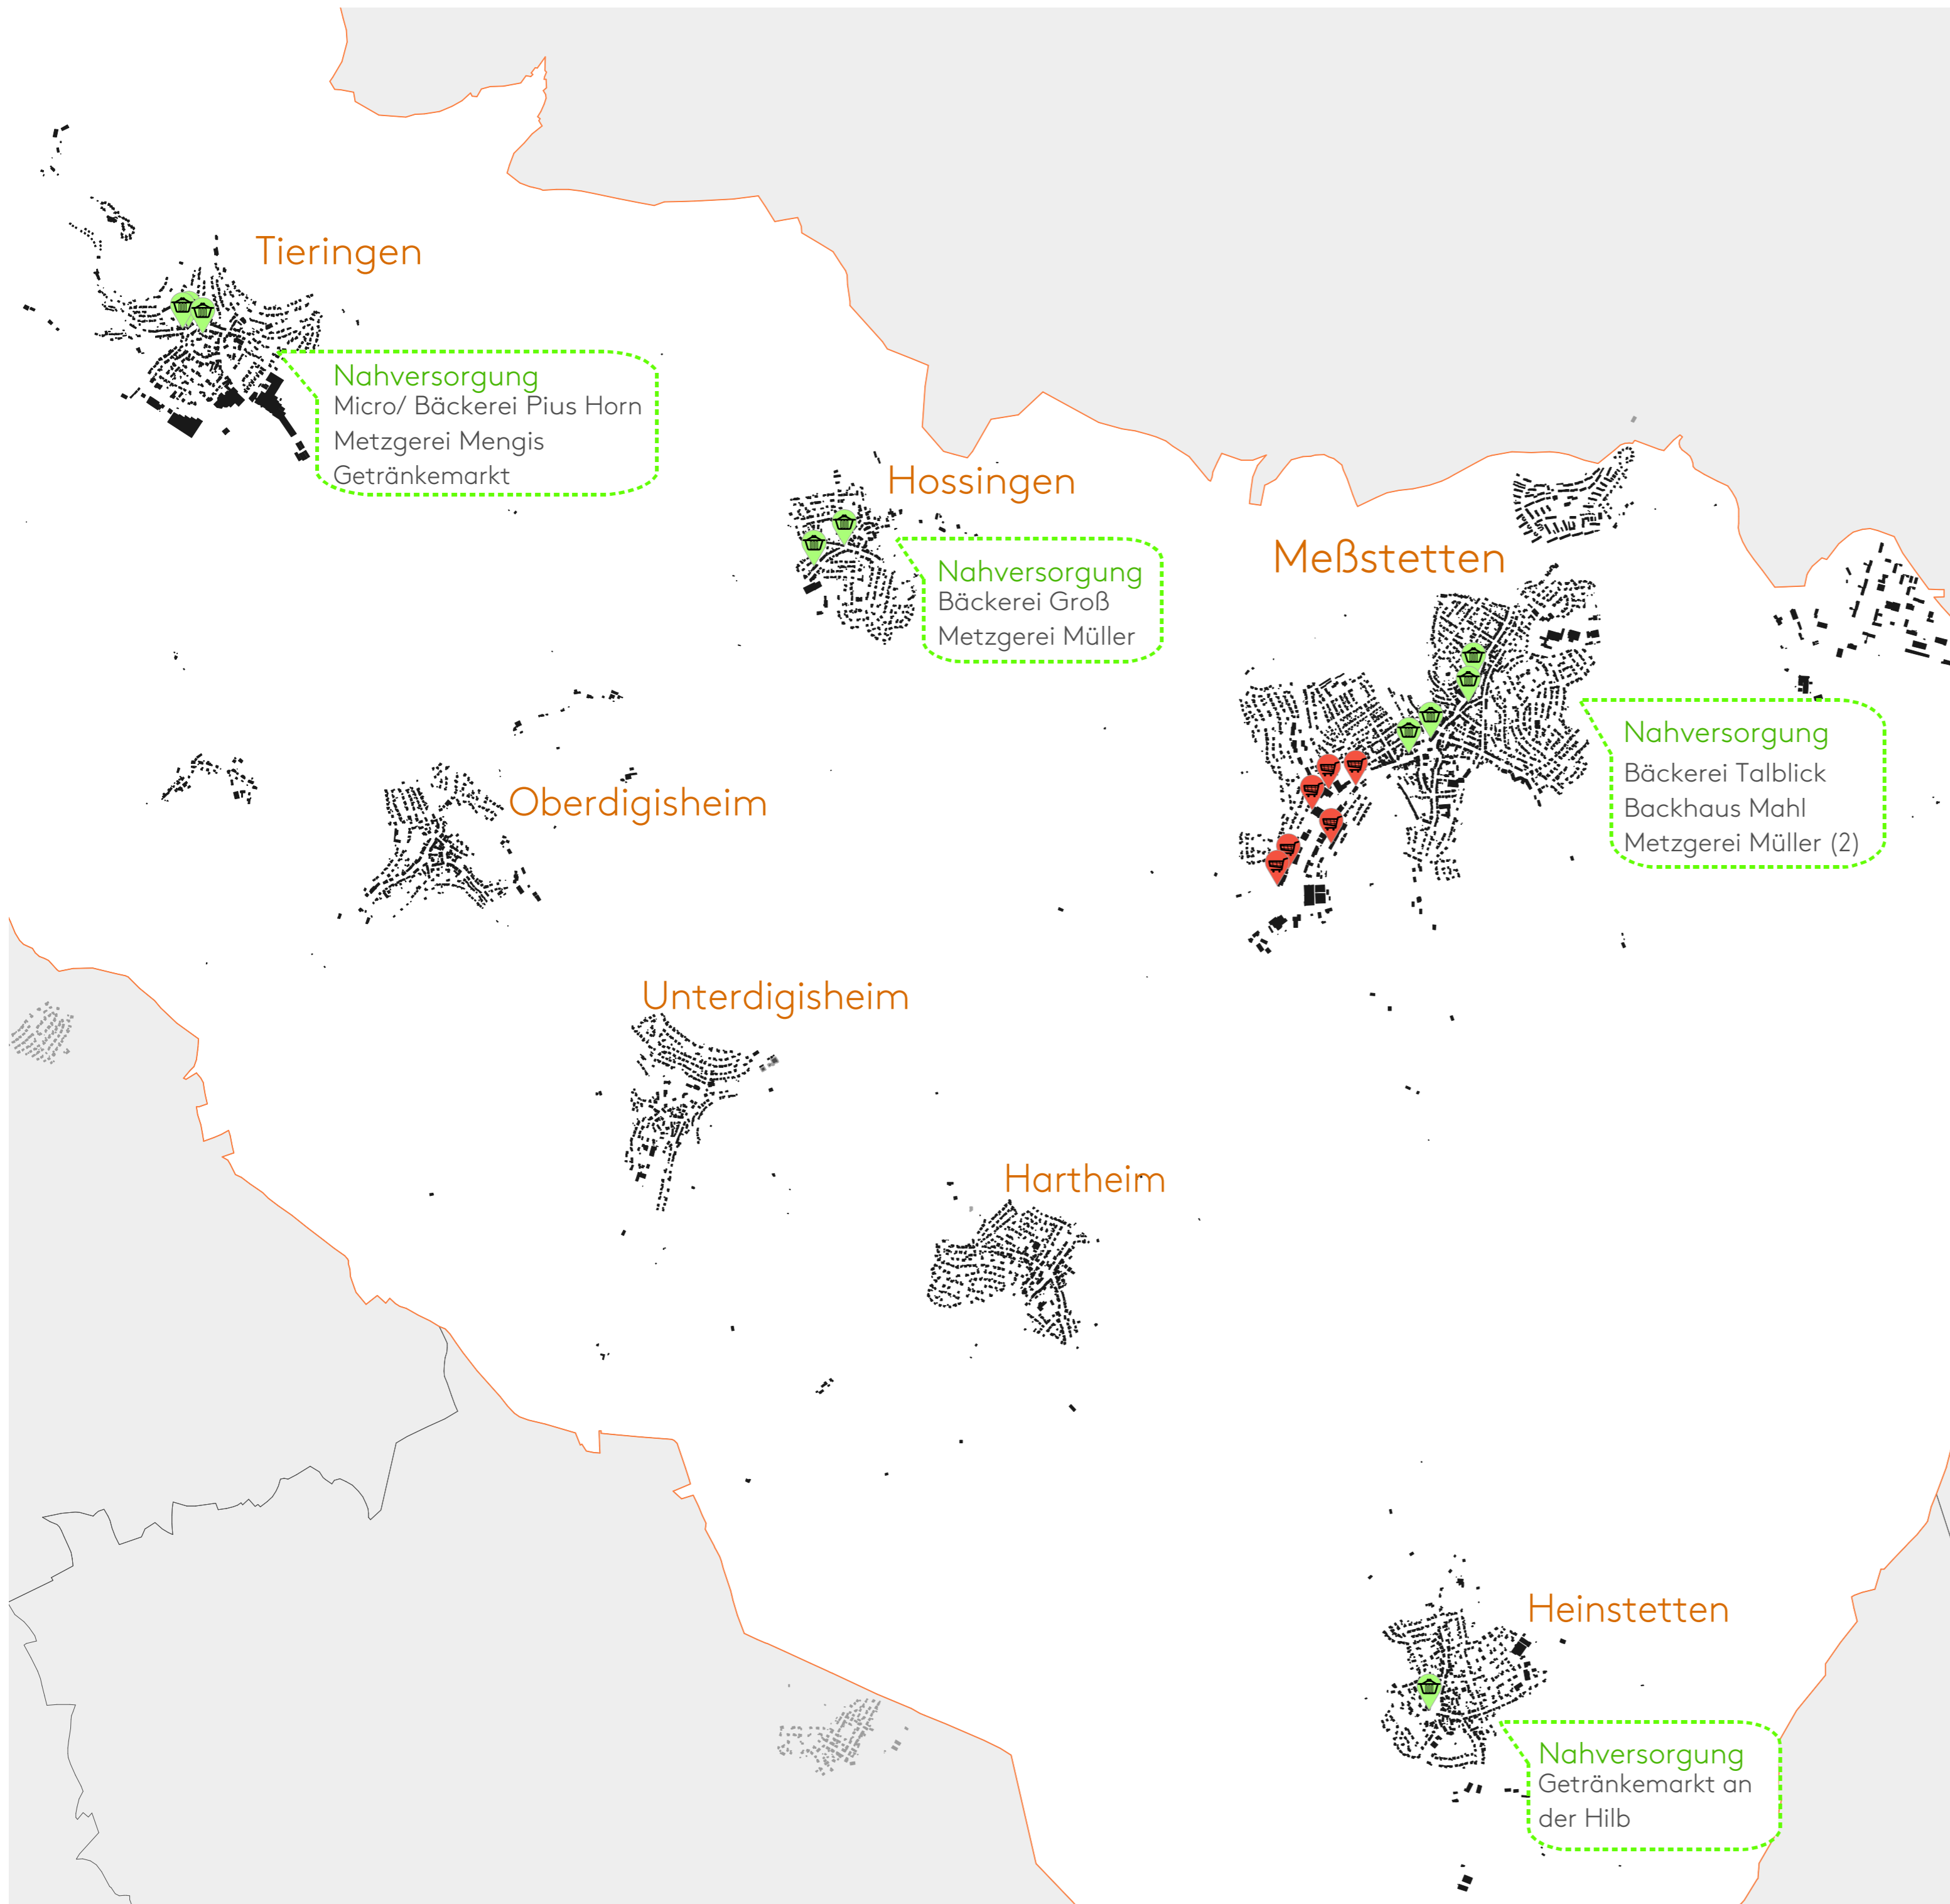 Tieringen
Nahversorgung
Micro/ Bäckerei Pius Horn
Metzgerei Mengis
Getränkemarkt
Hossingen
Nahversorgung
Bäckerei Groß
Metzgerei Müller
Meßstetten
Nahversorgung
Bäckerei Talblick
Backhaus Mahl
Metzgerei Müller (2)
Oberdigisheim
Unterdigisheim
Hartheim
Heinstetten
Nahversorgung
Getränkemarkt an
der Hilb